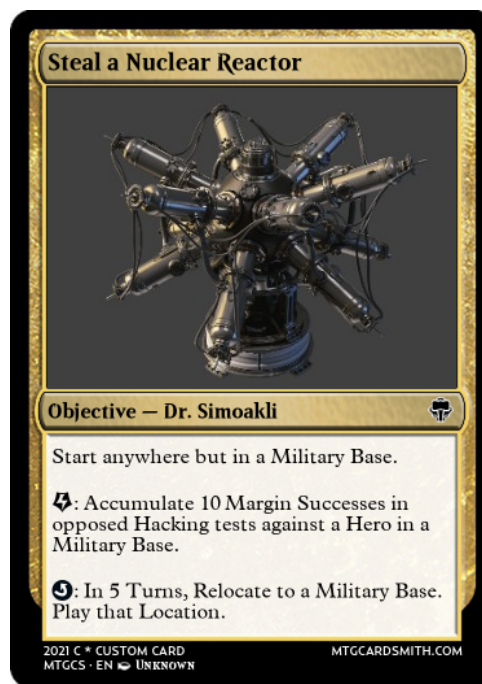 Steal a Nuclear Reactor
Objective — Dr. Simoakli
Start anywhere but in a Military Base.
: Accumulate 10 Margin Successes in
opposed Hacking tests against a Hero in a
Military Base.
: In 5 Turns, Relocate to a Military Base.
Play that Location.
2021 C * CUSTOM CARD
MTGCARDSMITH.COM
MTGCS · EN UNKNOWN